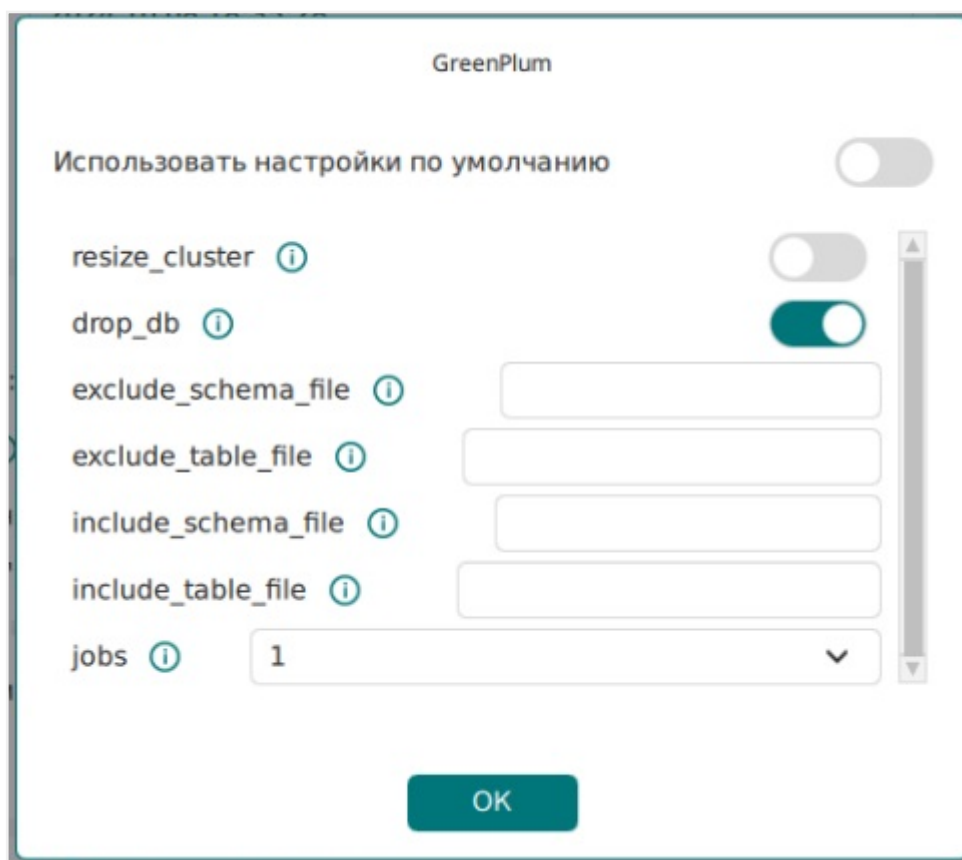 GreenPlum
Использовать настройки по умолчанию
resize_cluster
drop_db
exclude_schema_file
exclude_table_file
include_schema_file
include_table_file
jobs 1
OK